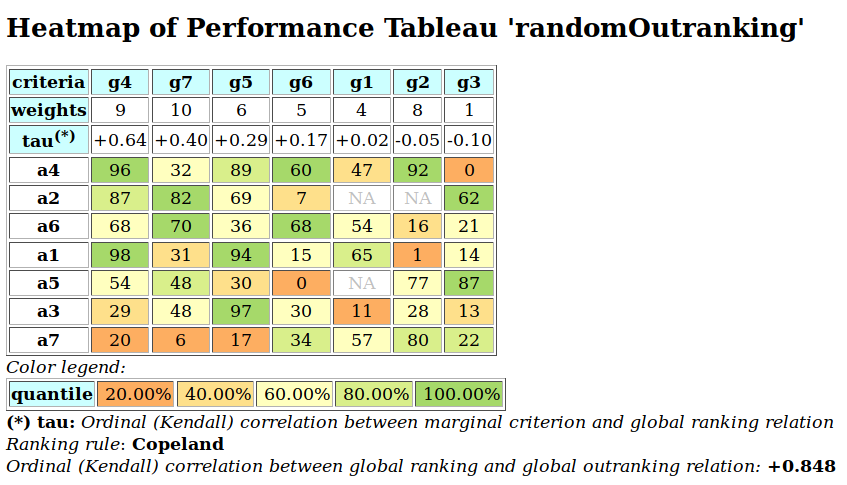 Heatmap of Performance Tableau 'randomOutranking'
criteria g4 g7 g5 g6 g1 g2 g3
weights 9 10 6 5 4 8 1
tau(*) +0.64 +0.40 +0.29 +0.17 +0.02 -0.05 -0.10
a4 96 32 89 60 47 92 0
a2 87 82 69 7 NA NA 62
a6 68 70 36 68 54 16 21
a1 98 31 94 15 65 1 14
a5 54 48 30 0 NA 77 87
a3 29 48 97 30 11 28 13
a7 20 6 17 34 57 80 22
Color legend:
quantile 20.00% 40.00% 60.00% 80.00% 100.00%
(*) tau: Ordinal (Kendall) correlation between marginal criterion and global ranking relation
Ranking rule: Copeland
Ordinal (Kendall) correlation between global ranking and global outranking relation: +0.848